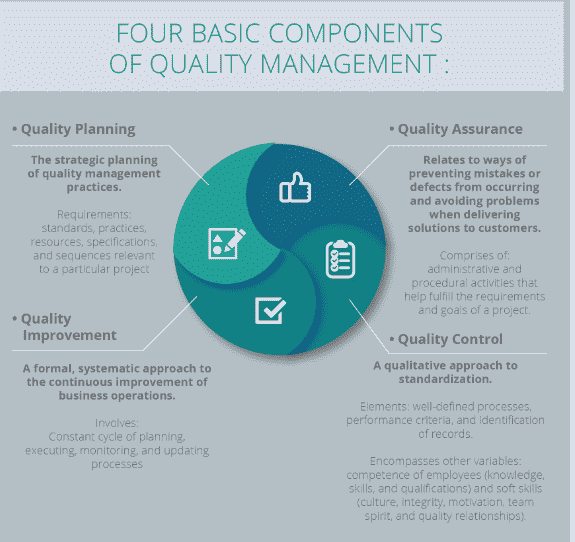 FOUR BASIC COMPONENTS
OF QUALITY MANAGEMENT :
• Quality Planning
The strategic planning
of quality management
practices.
Requirements:
standards, practices,
resources, specifications,
and sequences relevant
to a particular project
• Quality Assurance
Relates to ways of
preventing mistakes or
defects from occurring
and avoiding problems
when delivering
solutions to customers.
Comprises of:
administrative and
procedural activities that
help fulfill the requirements
and goals of a project.
• Quality
Improvement
A formal, systematic approach to
the continuous improvement of
business operations.
Involves:
Constant cycle of planning,
executing, monitoring, and updating
processes
• Quality Control
A qualitative approach to
standardization.
Elements: well-defined processes,
performance criteria, and identification
of records.
Encompasses other variables:
competence of employees (knowledge,
skills, and qualifications) and soft skills
(culture, integrity, motivation, team
spirit, and quality relationships).